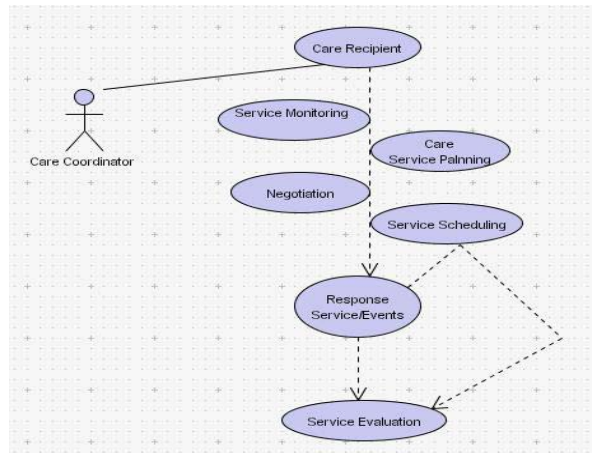 Care Recipient
Service Monitoring
Care
Service Palnning
Care Coordinator
Negotiation
Service Scheduling
Response
Service/Events
Service Evaluation